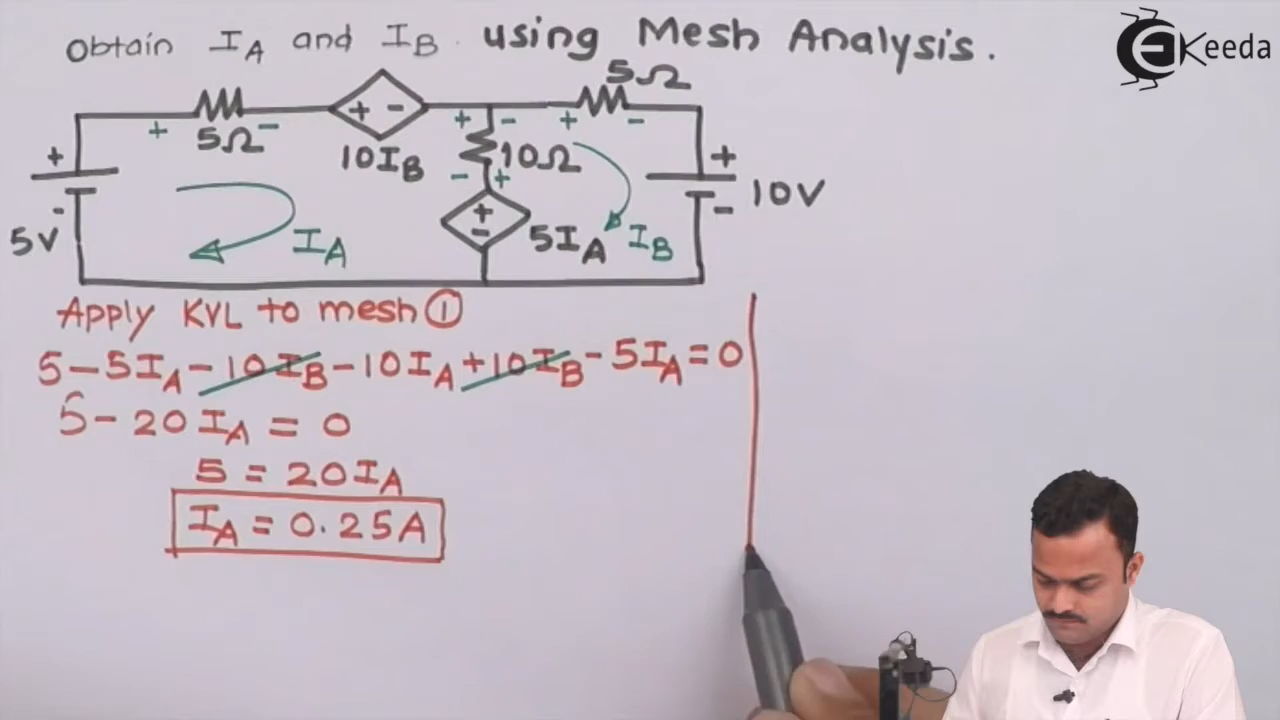 Obtain IA and IB. using Mesh Analysis.
EKeeda
5Ω
+ -
5Ω
+ -
10IB
+ -
10Ω
- +
+ -
+
-
5V
IA
+
-
5IA
IB
+
-
10V
Apply KVL to mesh ①
5-5IA-10IB-10IA+10IB-5IA=0
5-20IA=0
5=20IA
IA=0.25A